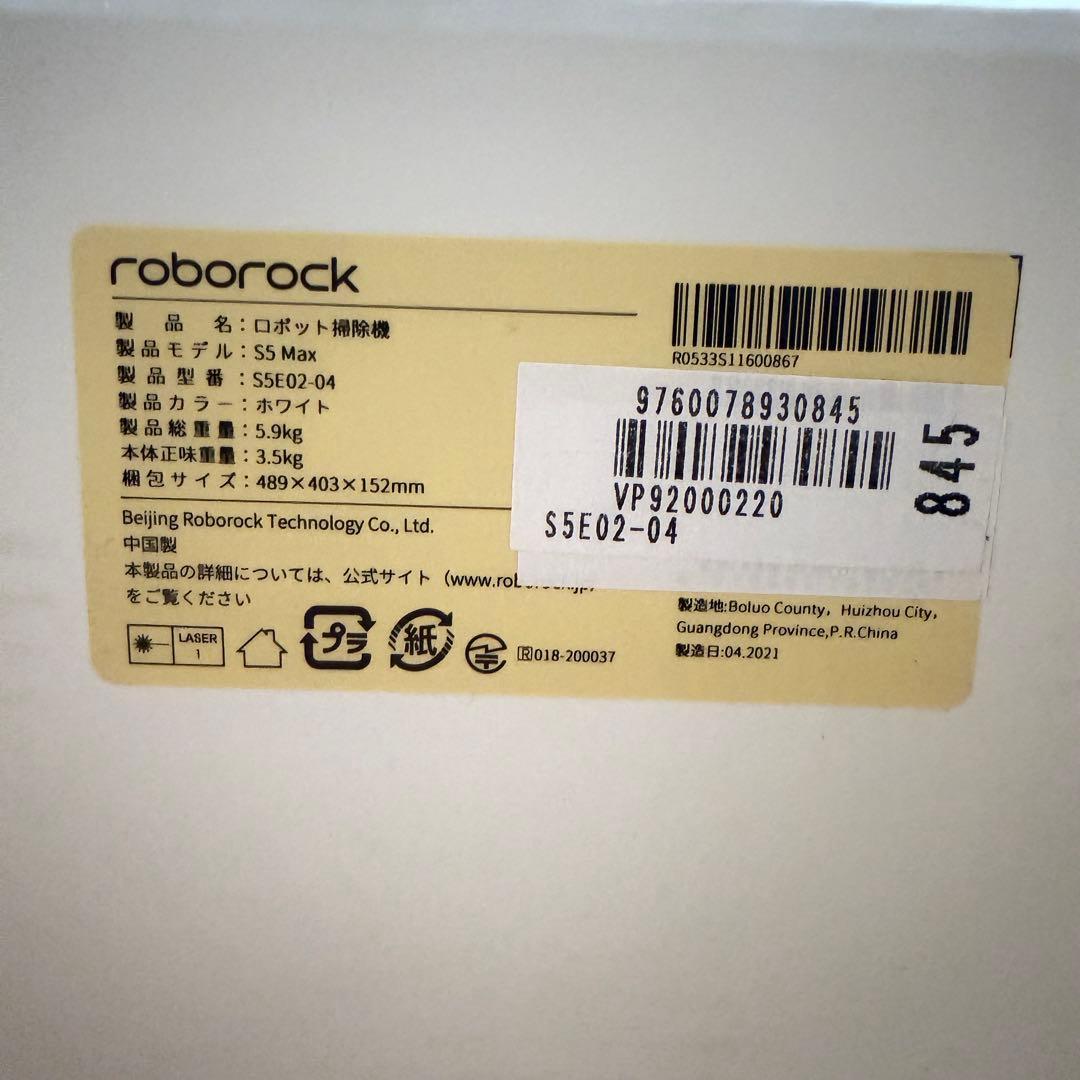 roborock
製品名：ロボット掃除機
製品モデル：S5 Max
製品型番：S5E02-04
製品カラー：ホワイト
製品総重量：5.9kg
本体正味重量：3.5kg
梱包サイズ：489×403×152mm
Beijing Roborock Technology Co., Ltd.
中国製
本製品の詳細については、公式サイト（www.roborock.jp）
をご覧ください
LASER
1
プラ
紙
R018-200037
R0533S11600867
9760078930845
VP92000220
S5E02-04
845
製造地:Boluo County, Huizhou City,
Guangdong Province,P.R.China
製造日:04.2021